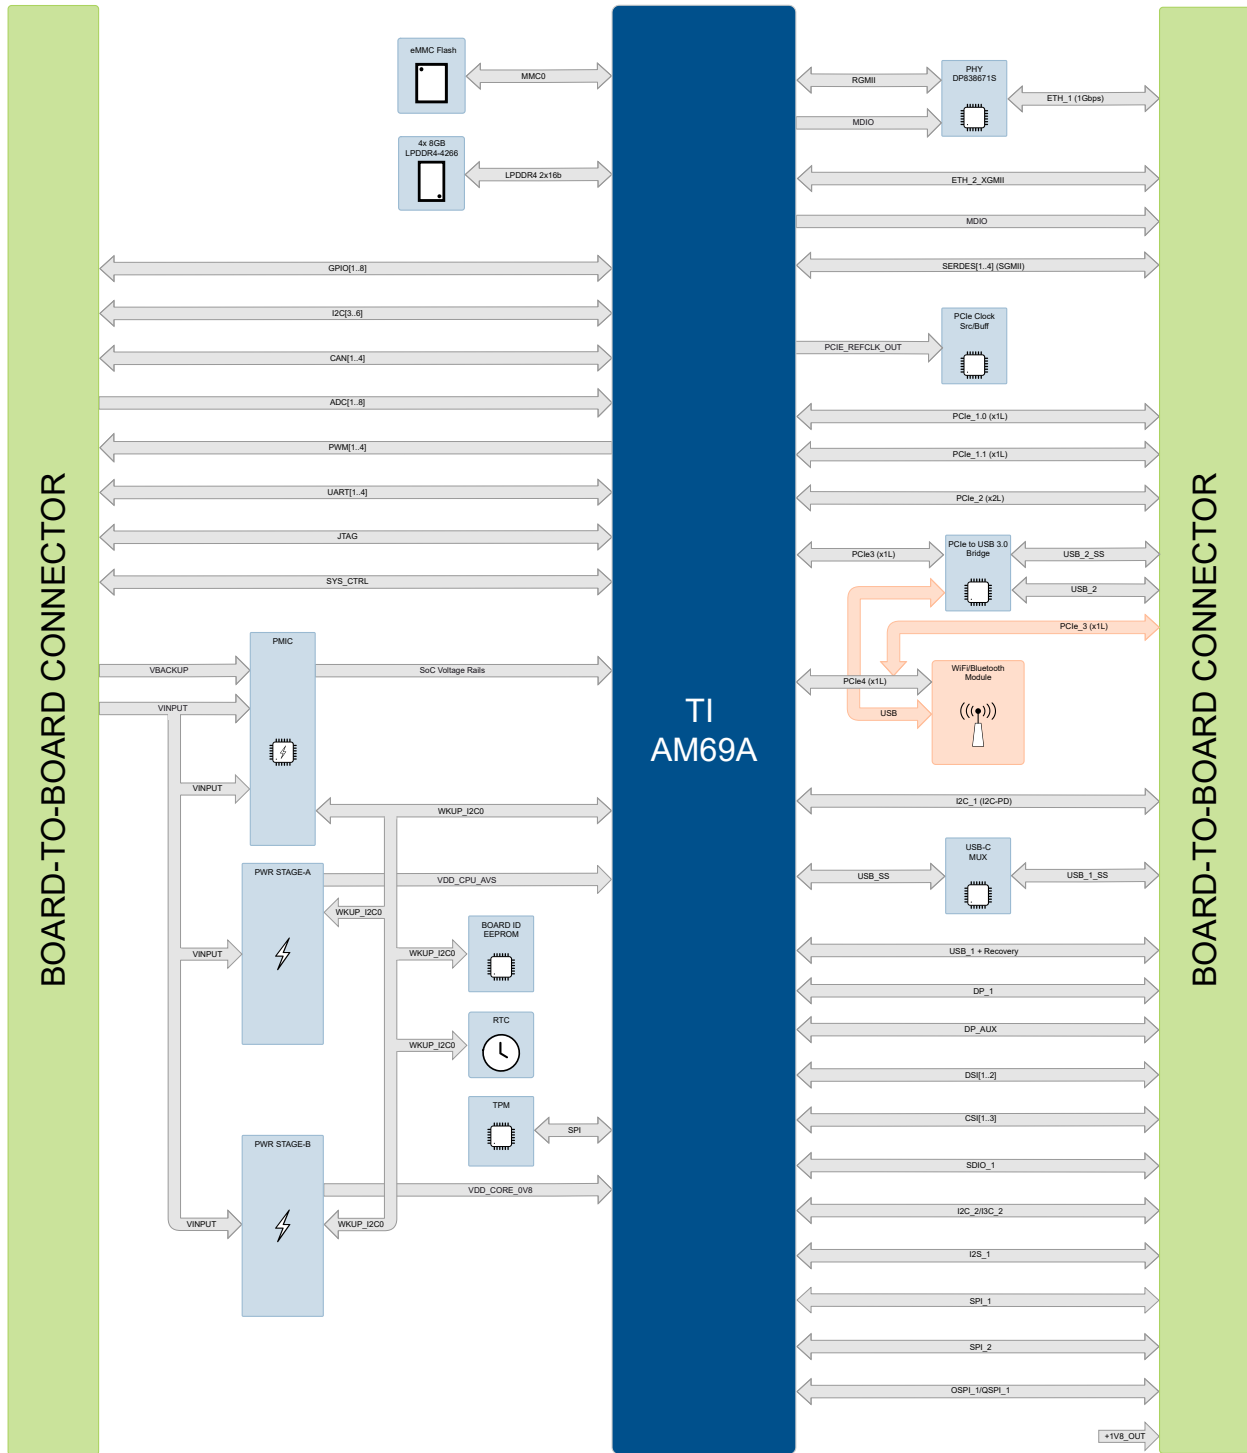 BOARD-TO-BOARD CONNECTOR
eMMC Flash
MMC0
4x 8GB
LPDDR4-4266
LPDDR4 2x16b
GPIO[1..8]
I2C[3..6]
CAN[1..4]
ADC[1..8]
PWM[1..4]
UART[1..4]
JTAG
SYS_CTRL
PMIC
VBACKUP
SoC Voltage Rails
VINPUT
VINPUT
WKUP_I2C0
PWR STAGE-A
VDD_CPU_AVS
WKUP_I2C0
BOARD ID
EEPROM
VINPUT
WKUP_I2C0
RTC
WKUP_I2C0
TPM
SPI
PWR STAGE-B
VDD_CORE_0V8
VINPUT
WKUP_I2C0
TI
AM69A
PHY
DP838671S
RGMII
ETH_1 (1Gbps)
MDIO
ETH_2_XGMII
MDIO
SERDES[1..4] (SGMII)
PCIe Clock
Src/Buff
PCIE_REFCLK_OUT
PCIe_1.0 (x1L)
PCIe_1.1 (x1L)
PCIe_2 (x2L)
PCIe to USB 3.0
Bridge
PCIe3 (x1L)
USB_2_SS
USB_2
PCIe_3 (x1L)
WiFi/Bluetooth
Module
PCIe4 (x1L)
USB
I2C_1 (I2C-PD)
USB-C
MUX
USB_SS
USB_1_SS
USB_1 + Recovery
DP_1
DP_AUX
DSI[1..2]
CSI[1..3]
SDIO_1
I2C_2/I3C_2
I2S_1
SPI_1
SPI_2
OSPI_1/QSPI_1
+1V8_OUT
BOARD-TO-BOARD CONNECTOR